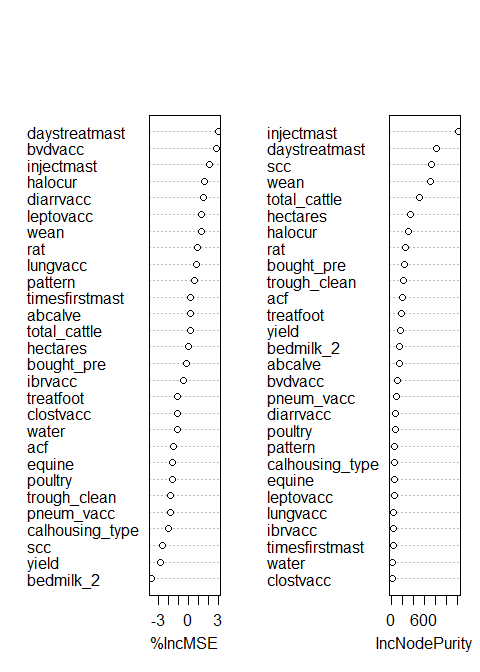 daystreatmast
bvdvacc
injectmast
halocur
diarrvacc
leptovacc
wean
rat
lungvacc
pattern
timesfirstmast
abcalve
total_cattle
hectares
bought_pre
ibrvacc
treatfoot
clostvacc
water
acf
equine
poultry
trough_clean
pneum_vacc
calhousing_type
scc
yield
bedmilk_2
-3 0 3
%IncMSE
injectmast
daystreatmast
scc
wean
total_cattle
hectares
halocur
rat
bought_pre
trough_clean
acf
treatfoot
yield
bedmilk_2
abcalve
bvdvacc
pneum_vacc
diarrvacc
poultry
pattern
calhousing_type
equine
leptovacc
lungvacc
ibrvacc
timesfirstmast
water
clostvacc
0 600
IncNodePurity